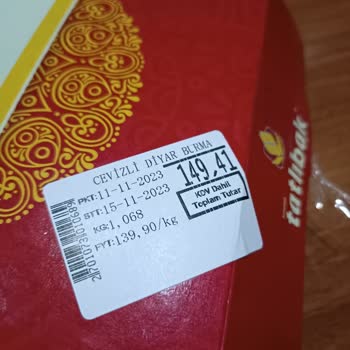 CEVİZLİ DİYAR BURMA
PKT:11-11-2023
STT:15-11-2023
KG:1,068
FYT:139,90/kg
149,41
KDV Dahil
Toplam Tutar
tatlıbak